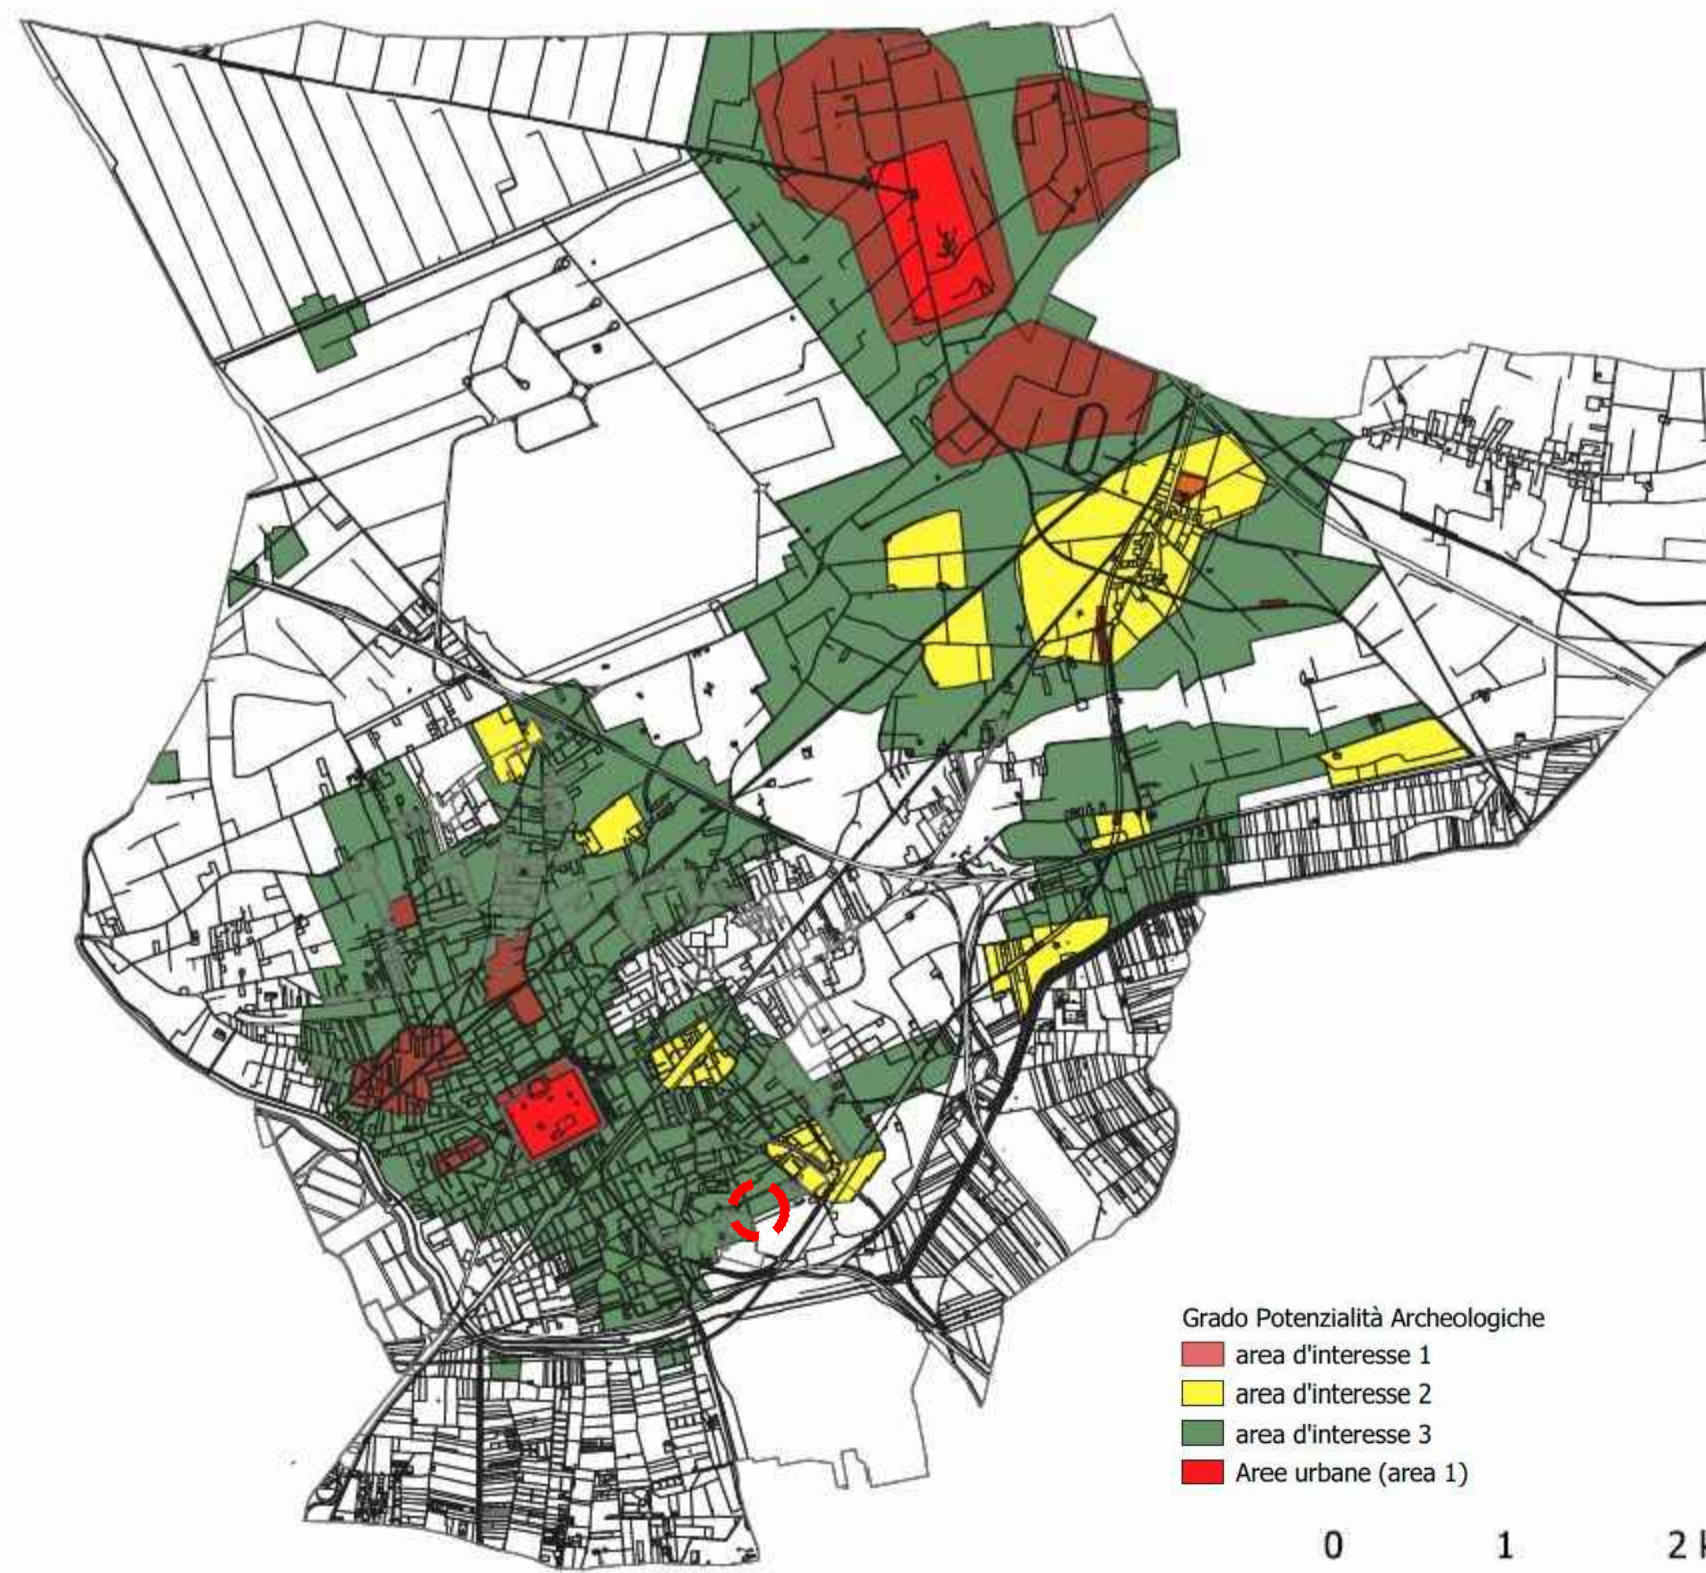 Grado Potenzialità Archeologiche
area d'interesse 1
area d'interesse 2
area d'interesse 3
Aree urbane (area 1)
0 1 2 k